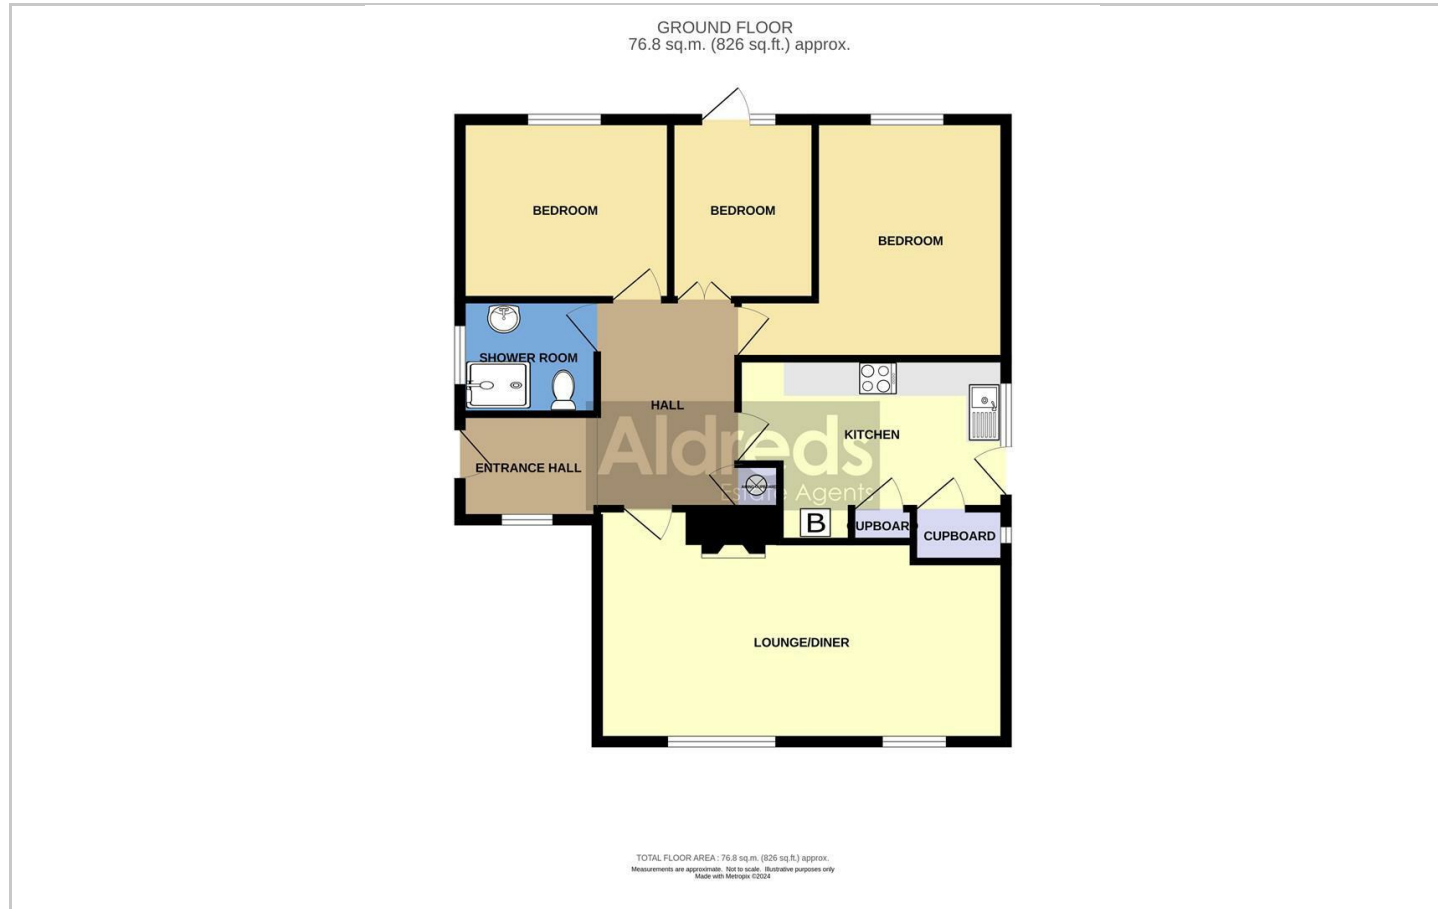 GROUND FLOOR
76.8 sq.m. (826 sq.ft.) approx.
BEDROOM
BEDROOM
BEDROOM
SHOWER ROOM
HALL
KITCHEN
ENTRANCE HALL
Aldreds
Estate Agents
B
CUPBOARD
CUPBOARD
LOUNGE/DINER
TOTAL FLOOR AREA : 76.8 sq.m. (826 sq.ft.) approx.
Measurements are approximate. Not to scale. Illustrative purposes only
Made with Metropix ©2024